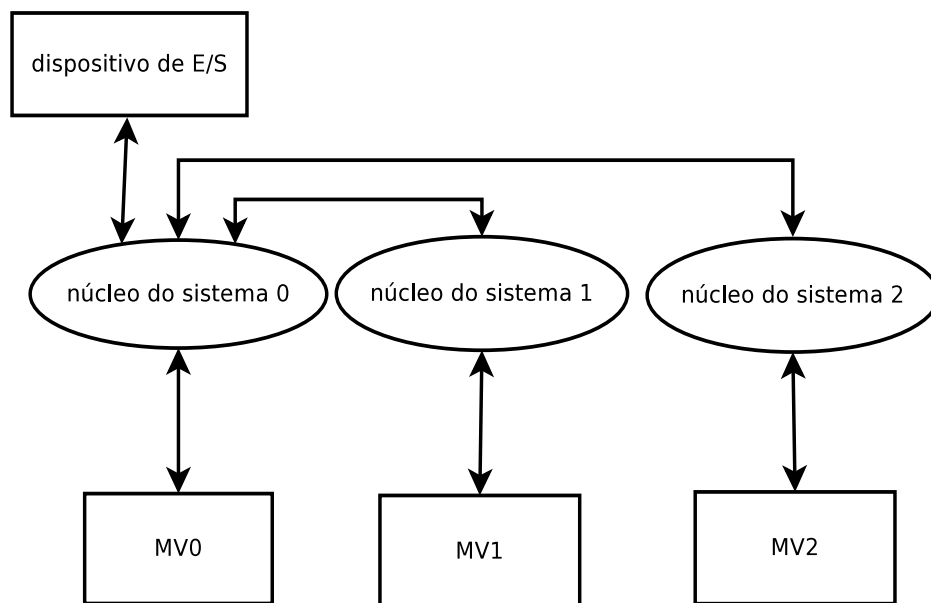 dispositivo de E/S
núcleo do sistema 0
núcleo do sistema 1
núcleo do sistema 2
MV0
MV1
MV2